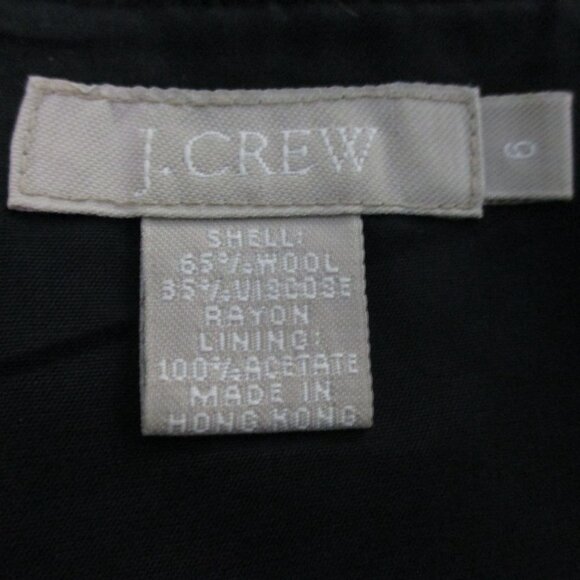 J.CREW
6
SHELL:
65% WOOL
35% VISCOSE
RAYON
LINING:
100% ACETATE
MADE IN
HONG KONG